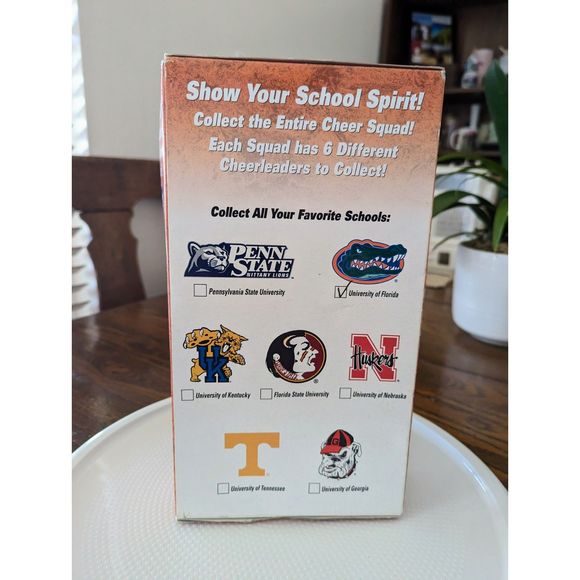 Show Your School Spirit!
Collect the Entire Cheer Squad!
Each Squad has 6 Different
Cheerleaders to Collect!
Collect All Your Favorite Schools:
PENN
STATE
NITTANY LIONS
Pennsylvania State University
University of Florida
UK
University of Kentucky
Florida State University
Huskers
N
University of Nebraska
T
University of Tennessee
G
University of Georgia